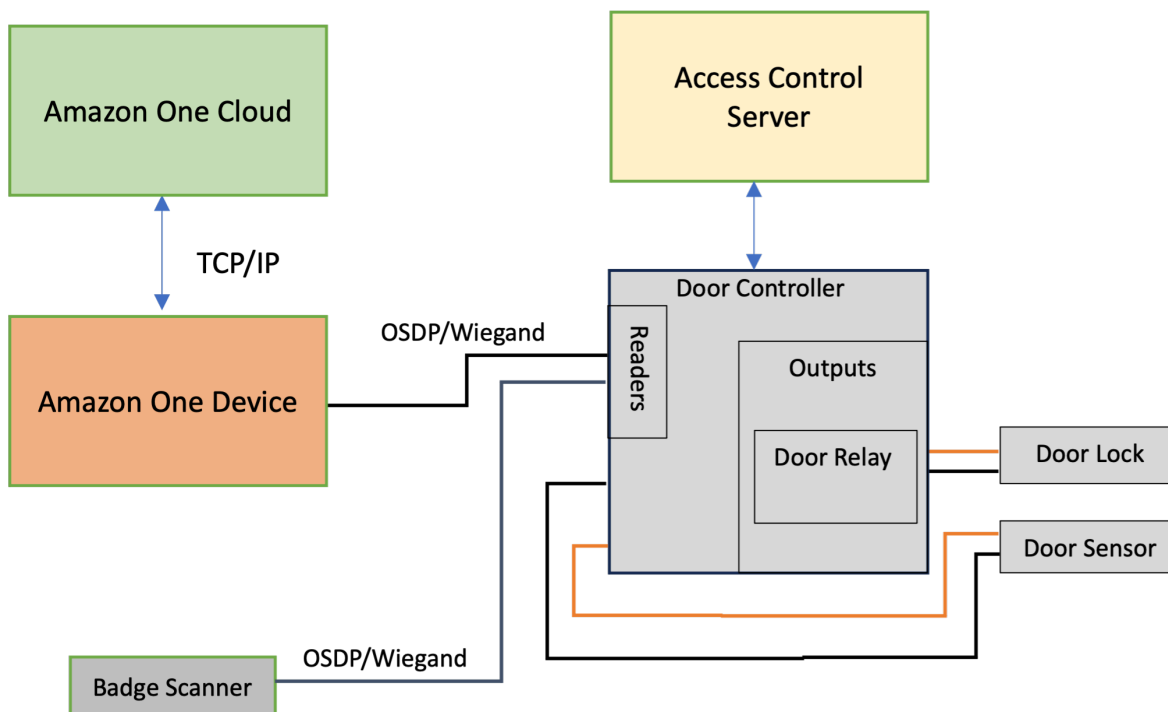 Amazon One Cloud
Access Control
Server
TCP/IP
Door Controller
OSDP/Wiegand
Readers
Outputs
Amazon One Device
Door Relay
Door Lock
Door Sensor
OSDP/Wiegand
Badge Scanner